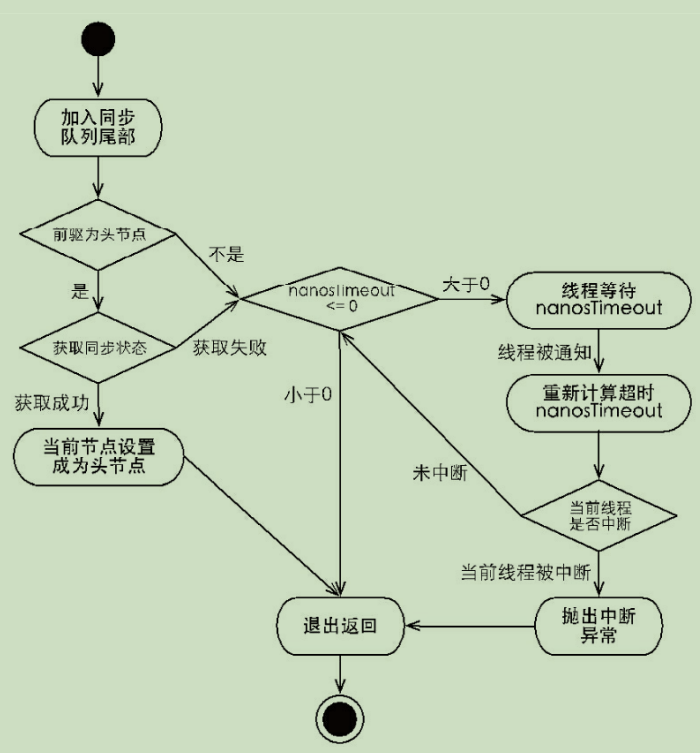 加入同步
队列尾部
前驱为头节点
不是
是
nanosTimeout
<= 0
大于0
线程等待
nanosTimeout
获取同步状态
获取失败
线程被通知
小于0
重新计算超时
nanosTimeout
获取成功
当前节点设置
成为头节点
未中断
当前线程
是否中断
当前线程被中断
退出返回
抛出中断
异常